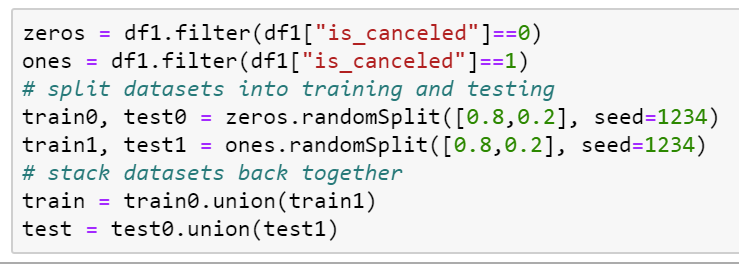 zeros = df1.filter(df1["is_canceled"]==0)
ones = df1.filter(df1["is_canceled"]==1)
# split datasets into training and testing
train0, test0 = zeros.randomSplit([0.8,0.2], seed=1234)
train1, test1 = ones.randomSplit([0.8,0.2], seed=1234)
# stack datasets back together
train = train0.union(train1)
test = test0.union(test1)